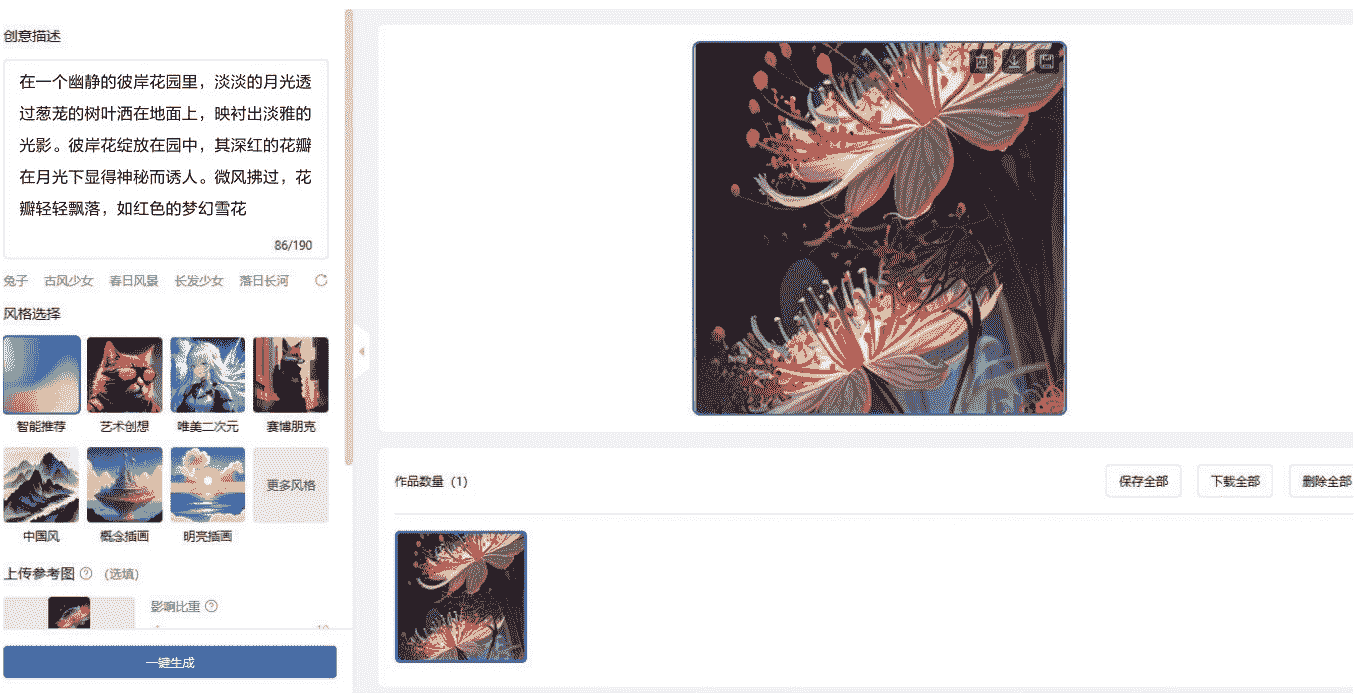 创意描述
在一个幽静的彼岸花园里，淡淡的月光透
过葱茏的树叶洒在地面上，映衬出淡雅的
光影。彼岸花绽放在园中，其深红的花瓣
在月光下显得神秘而诱人。微风拂过，花
瓣轻轻飘落，如红色的梦幻雪花
86/190
兔子 古风少女 春日风景 长发少女 落日长河
风格选择
智能推荐 艺术创想 唯美二次元 赛博朋克
更多风格
中国风 概念插画 明亮插画
上传参考图 ? (选填)
影响比重 ?
一键生成
作品数量 (1)
保存全部 下载全部 删除全部